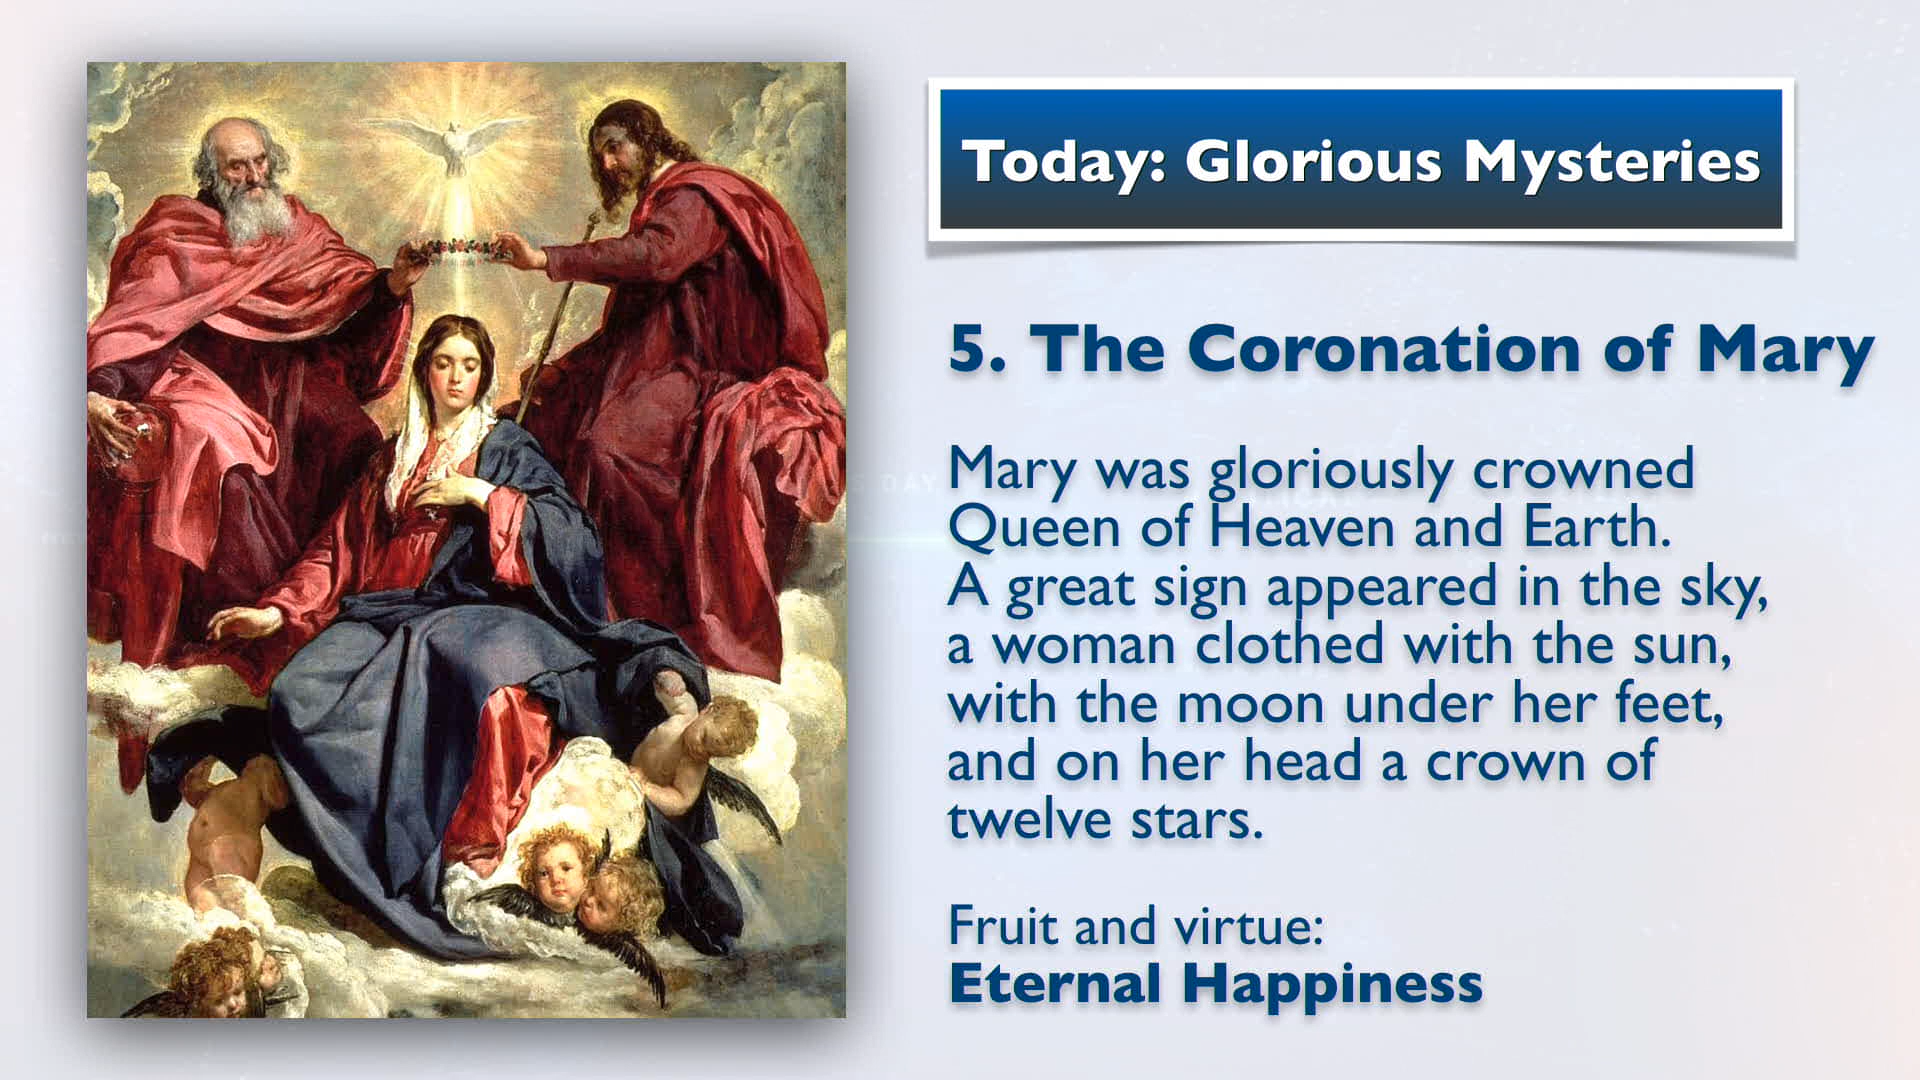 Today: Glorious Mysteries
5. The Coronation of Mary
Mary was gloriously crowned
Queen of Heaven and Earth.
A great sign appeared in the sky,
a woman clothed with the sun,
with the moon under her feet,
and on her head a crown of
twelve stars.
Fruit and virtue:
Eternal Happiness